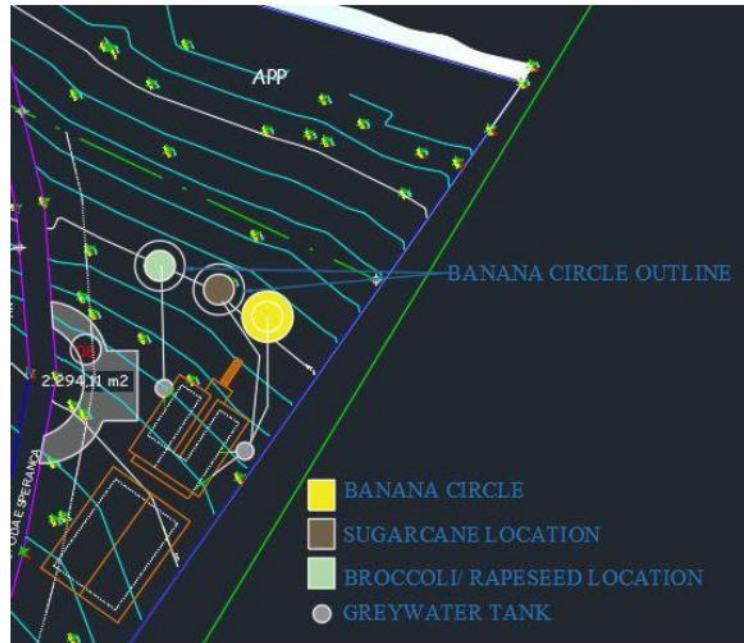 APP
BANANA CIRCLE OUTLINE
2.294,11 m2
BANANA CIRCLE
SUGARCANE LOCATION
BROCCOLI/ RAPESEED LOCATION
GREYWATER TANK